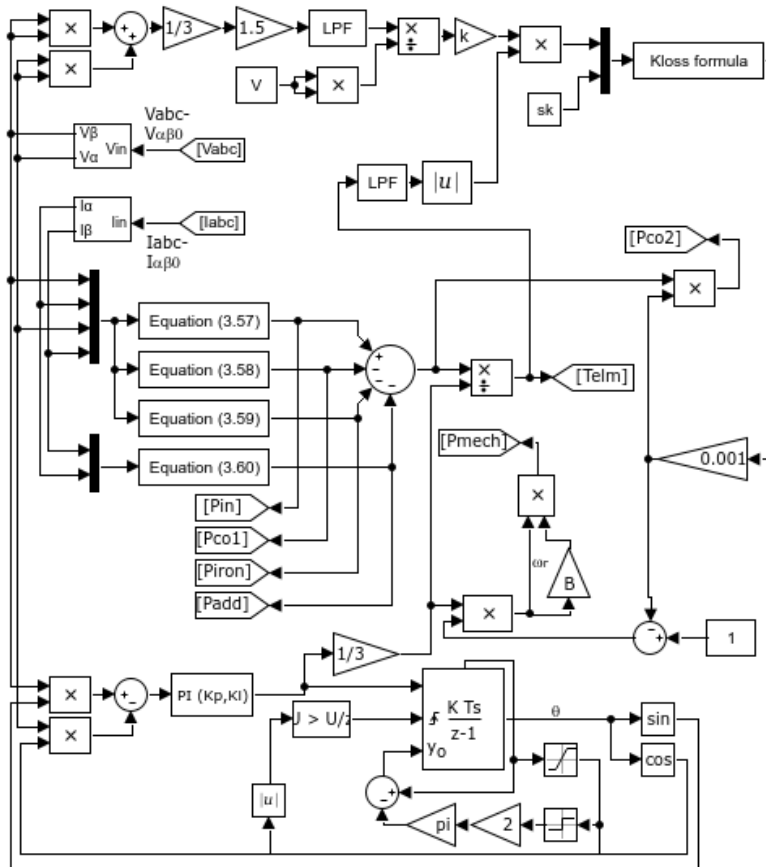 × + + 1/3 1.5 LPF × ÷ k × Kloss formula
×
V × sk
Vabc-
Vαβ0
Vβ
Vα Vin [Vabc]
LPF |u|
Iα
Iβ Iin [Iabc]
Iabc-
Iαβ0
[Pco2]
×
Equation (3.57)
Equation (3.58) + - - - × ÷ [Telm]
Equation (3.59)
[Pmech] 0.001
Equation (3.60)
×
[Pin]
[Pco1]
[Piron] ωr B
[Padd]
× - + 1
1/3
× + - PI (Kp,KI)
× K Ts θ sin
z-1
yo cos
|u| - +
pi 2